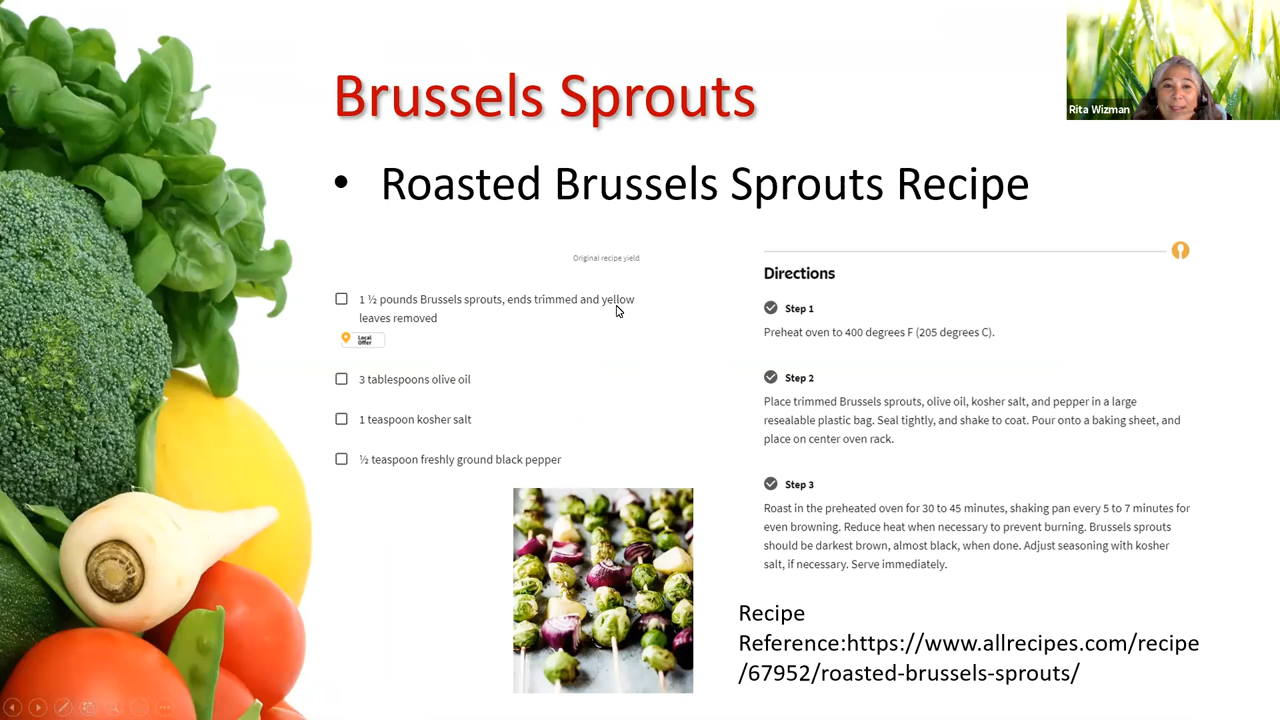 Brussels Sprouts
Rita Wizman
• Roasted Brussels Sprouts Recipe
Original recipe yield
1 ½ pounds Brussels sprouts, ends trimmed and yellow
leaves removed
Local
Offer
3 tablespoons olive oil
1 teaspoon kosher salt
½ teaspoon freshly ground black pepper
Directions
Step 1
Preheat oven to 400 degrees F (205 degrees C).
Step 2
Place trimmed Brussels sprouts, olive oil, kosher salt, and pepper in a large
resealable plastic bag. Seal tightly, and shake to coat. Pour onto a baking sheet, and
place on center oven rack.
Step 3
Roast in the preheated oven for 30 to 45 minutes, shaking pan every 5 to 7 minutes for
even browning. Reduce heat when necessary to prevent burning. Brussels sprouts
should be darkest brown, almost black, when done. Adjust seasoning with kosher
salt, if necessary. Serve immediately.
Recipe
Reference:https://www.allrecipes.com/recipe
/67952/roasted-brussels-sprouts/